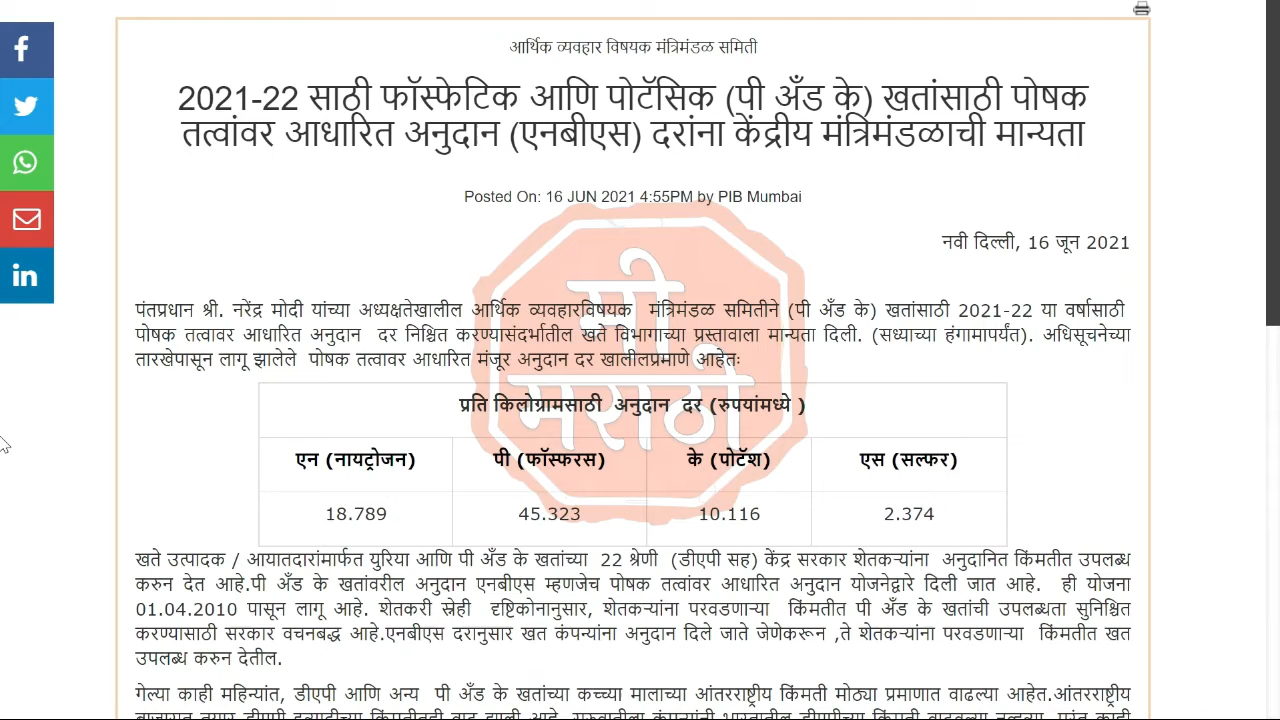 आर्थिक व्यवहार विषयक मंत्रिमंडळ समिती
2021-22 साठी फॉस्फेटिक आणि पोटॅसिक (पी अँड के) खतांसाठी पोषक
तत्वांवर आधारित अनुदान (एनबीएस) दरांना केंद्रीय मंत्रिमंडळाची मान्यता
Posted On: 16 JUN 2021 4:55PM by PIB Mumbai
नवी दिल्ली, 16 जून 2021
मी
मराठी
पंतप्रधान श्री. नरेंद्र मोदी यांच्या अध्यक्षतेखालील आर्थिक व्यवहारविषयक मंत्रिमंडळ समितीने (पी अँड के) खतांसाठी 2021-22 या वर्षासाठी
पोषक तत्वावर आधारित अनुदान दर निश्चित करण्यासंदर्भातील खते विभागाच्या प्रस्तावाला मान्यता दिली. (सध्याच्या हंगामापर्यंत). अधिसूचनेच्या
तारखेपासून लागू झालेले पोषक तत्वावर आधारित मंजूर अनुदान दर खालीलप्रमाणे आहेतः
प्रति किलोग्रामसाठी अनुदान दर (रुपयांमध्ये )
एन (नायट्रोजन) पी (फॉस्फरस) के (पोटॅश) एस (सल्फर)
18.789 45.323 10.116 2.374
खते उत्पादक / आयातदारांमार्फत युरिया आणि पी अँड के खतांच्या 22 श्रेणी (डीएपी सह) केंद्र सरकार शेतकऱ्यांना अनुदानित किंमतीत उपलब्ध
करुन देत आहे.पी अँड के खतांवरील अनुदान एनबीएस म्हणजेच पोषक तत्वांवर आधारित अनुदान योजनेद्वारे दिली जात आहे. ही योजना
01.04.2010 पासून लागू आहे. शेतकरी स्नेही दृष्टिकोनानुसार, शेतकऱ्यांना परवडणाऱ्या किंमतीत पी अँड के खतांची उपलब्धता सुनिश्चित
करण्यासाठी सरकार वचनबद्ध आहे.एनबीएस दरानुसार खत कंपन्यांना अनुदान दिले जाते जेणेकरून ,ते शेतकऱ्यांना परवडणाऱ्या किंमतीत खत
उपलब्ध करुन देतील.
गेल्या काही महिन्यांत, डीएपी आणि अन्य पी अँड के खतांच्या कच्च्या मालाच्या आंतरराष्ट्रीय किंमती मोठ्या प्रमाणात वाढल्या आहेत.आंतरराष्ट्रीय